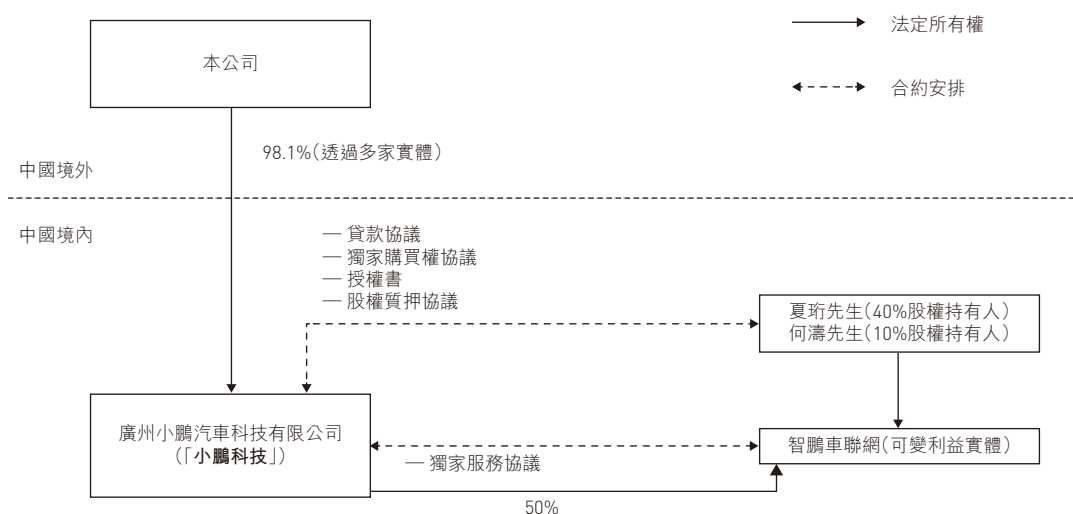 本公司
法定所有權
合約安排
98.1%(透過多家實體)
中國境外
中國境內
— 貸款協議
— 獨家購買權協議
— 授權書
— 股權質押協議
夏珩先生(40%股權持有人)
何濤先生(10%股權持有人)
廣州小鵬汽車科技有限公司
(「小鵬科技」)
— 獨家服務協議
智鵬車聯網(可變利益實體)
50%